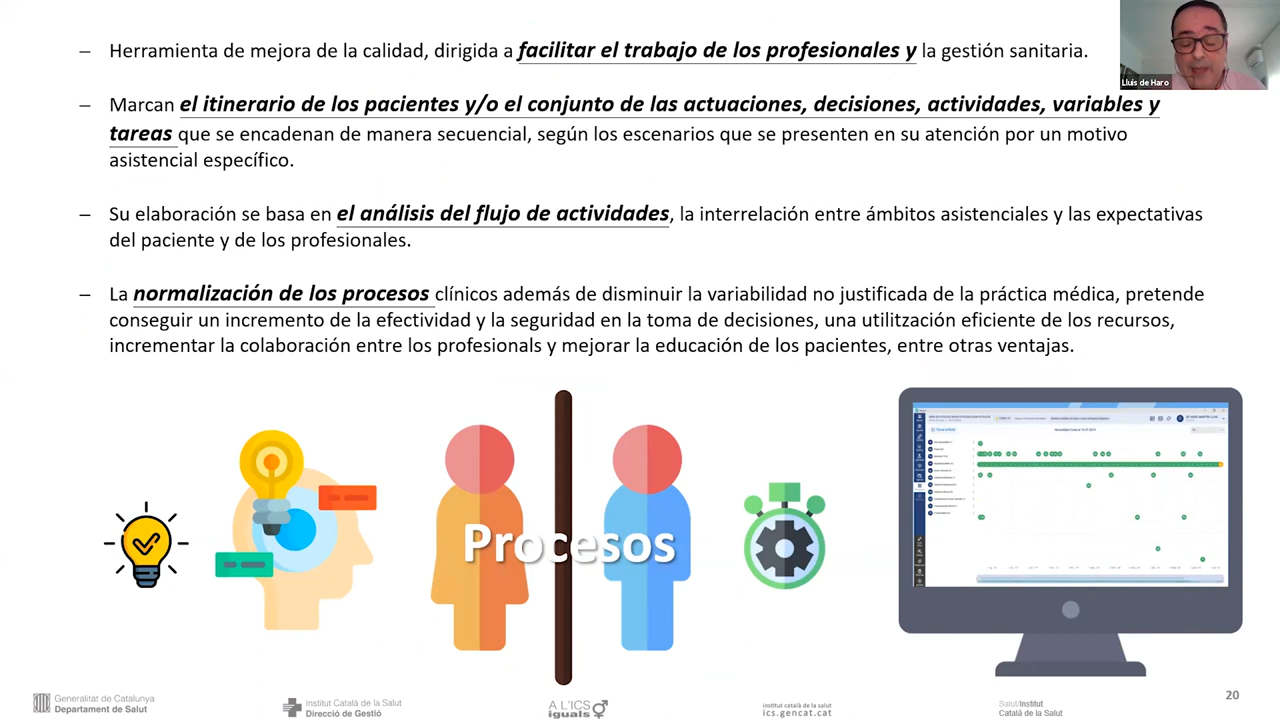 – Herramienta de mejora de la calidad, dirigida a facilitar el trabajo de los profesionales y la gestión sanitaria.
Lluis de Haro
– Marcan el itinerario de los pacientes y/o el conjunto de las actuaciones, decisiones, actividades, variables y
tareas que se encadenan de manera secuencial, según los escenarios que se presenten en su atención por un motivo
asistencial específico.
– Su elaboración se basa en el análisis del flujo de actividades, la interrelación entre ámbitos asistenciales y las expectativas
del paciente y de los profesionales.
– La normalización de los procesos clínicos además de disminuir la variabilidad no justificada de la práctica médica, pretende
conseguir un incremento de la efectividad y la seguridad en la toma de decisiones, una utilitzación eficiente de los recursos,
incrementar la colaboración entre los profesionals y mejorar la educación de los pacientes, entre otras ventajas.
Procesos
Generalitat de Catalunya
Departament de Salut
Institut Català de la Salut
Direcció de Gestió
A L'ICS
iguals
institut català de la salut
ics.gencat.cat
Salut/Institut
Català de la Salut
20